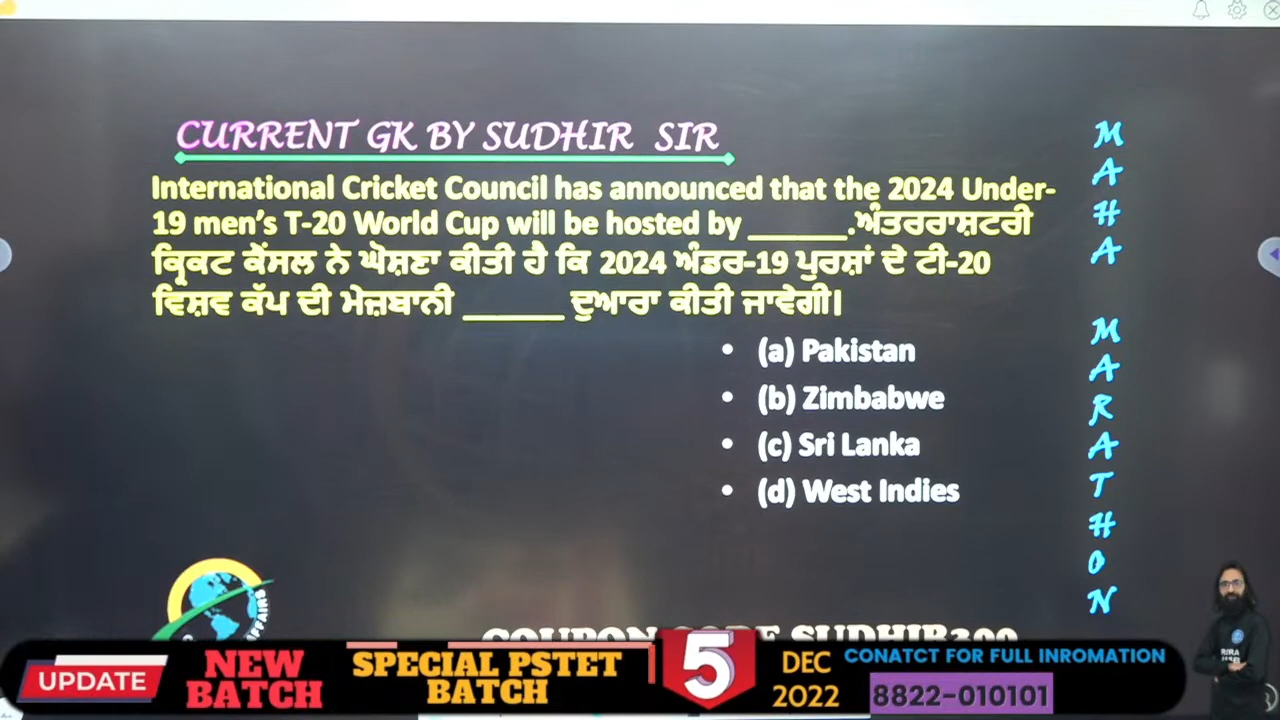 CURRENT GK BY SUDHIR SIR
International Cricket Council has announced that the 2024 Under-
19 men's T-20 World Cup will be hosted by ______.ਅੰਤਰਰਾਸ਼ਟਰੀ
ਕ੍ਰਿਕਟ ਕੌਂਸਲ ਨੇ ਘੋਸ਼ਣਾ ਕੀਤੀ ਹੈ ਕਿ 2024 ਅੰਡਰ-19 ਪੁਰਸ਼ਾਂ ਦੇ ਟੀ-20
ਵਿਸ਼ਵ ਕੱਪ ਦੀ ਮੇਜ਼ਬਾਨੀ ______ ਦੁਆਰਾ ਕੀਤੀ ਜਾਵੇਗੀ।
• (a) Pakistan
• (b) Zimbabwe
• (c) Sri Lanka
• (d) West Indies
MAHA MARATHON
COUPON CODE SUDHIR200
UPDATE
NEW
BATCH
SPECIAL PSTET
BATCH
5
DEC
2022
CONATCT FOR FULL INROMATION
8822-010101